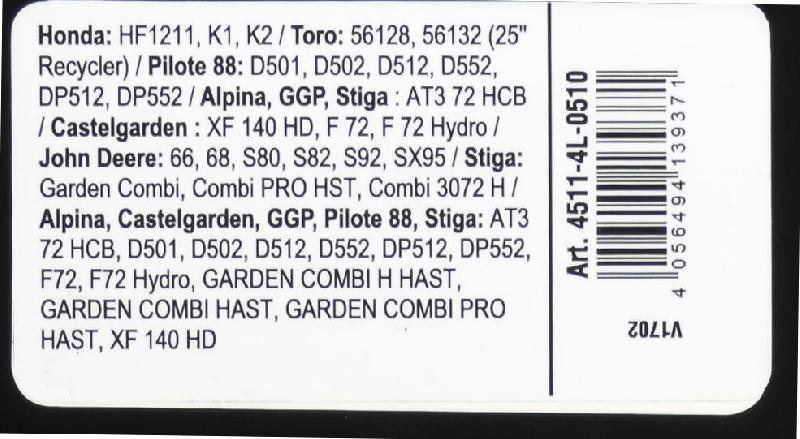 Honda: HF1211, K1, K2 / Toro: 56128, 56132 (25"
Recycler) / Pilote 88: D501, D502, D512, D552,
DP512, DP552 / Alpina, GGP, Stiga : AT3 72 HCB
/ Castelgarden : XF 140 HD, F 72, F 72 Hydro /
John Deere: 66, 68, S80, S82, S92, SX95 / Stiga:
Garden Combi, Combi PRO HST, Combi 3072 H /
Alpina, Castelgarden, GGP, Pilote 88, Stiga: AT3
72 HCB, D501, D502, D512, D552, DP512, DP552,
F72, F72 Hydro, GARDEN COMBI H HAST,
GARDEN COMBI HAST, GARDEN COMBI PRO
HAST, XF 140 HD
Art. 4511-4L-0510
4 056494 139371
V1702